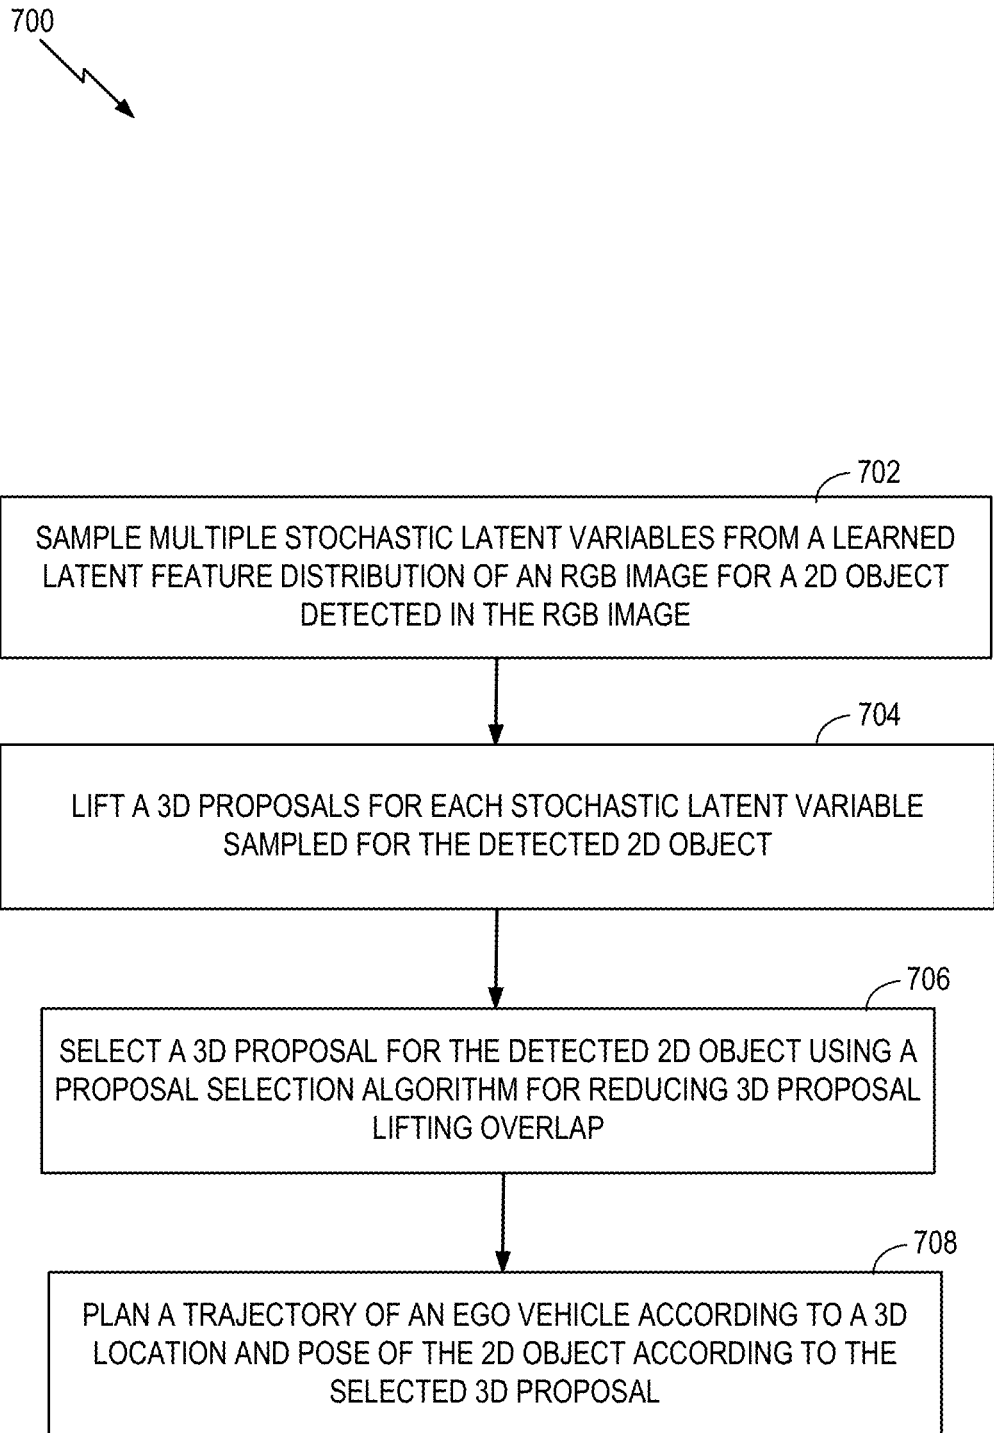 700
702
SAMPLE MULTIPLE STOCHASTIC LATENT VARIABLES FROM A LEARNED
LATENT FEATURE DISTRIBUTION OF AN RGB IMAGE FOR A 2D OBJECT
DETECTED IN THE RGB IMAGE
704
LIFT A 3D PROPOSALS FOR EACH STOCHASTIC LATENT VARIABLE
SAMPLED FOR THE DETECTED 2D OBJECT
706
SELECT A 3D PROPOSAL FOR THE DETECTED 2D OBJECT USING A
PROPOSAL SELECTION ALGORITHM FOR REDUCING 3D PROPOSAL
LIFTING OVERLAP
708
PLAN A TRAJECTORY OF AN EGO VEHICLE ACCORDING TO A 3D
LOCATION AND POSE OF THE 2D OBJECT ACCORDING TO THE
SELECTED 3D PROPOSAL